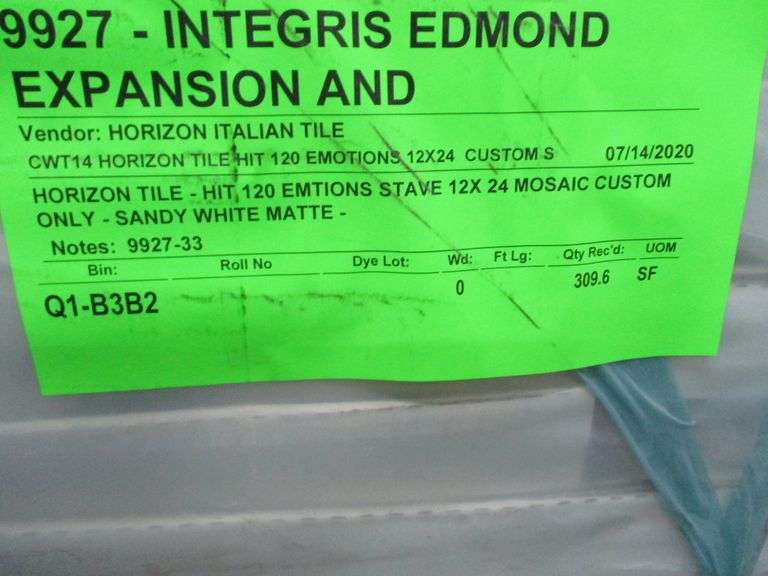 9927 - INTEGRIS EDMOND
EXPANSION AND
Vendor: HORIZON ITALIAN TILE
CWT14 HORIZON TILE HIT 120 EMOTIONS 12X24 CUSTOM S 07/14/2020
HORIZON TILE - HIT 120 EMTIONS STAVE 12X 24 MOSAIC CUSTOM
ONLY - SANDY WHITE MATTE -
Notes: 9927-33
Bin: Roll No Dye Lot: Wd: Ft Lg: Qty Rec'd: UOM
Q1-B3B2 0 309.6 SF